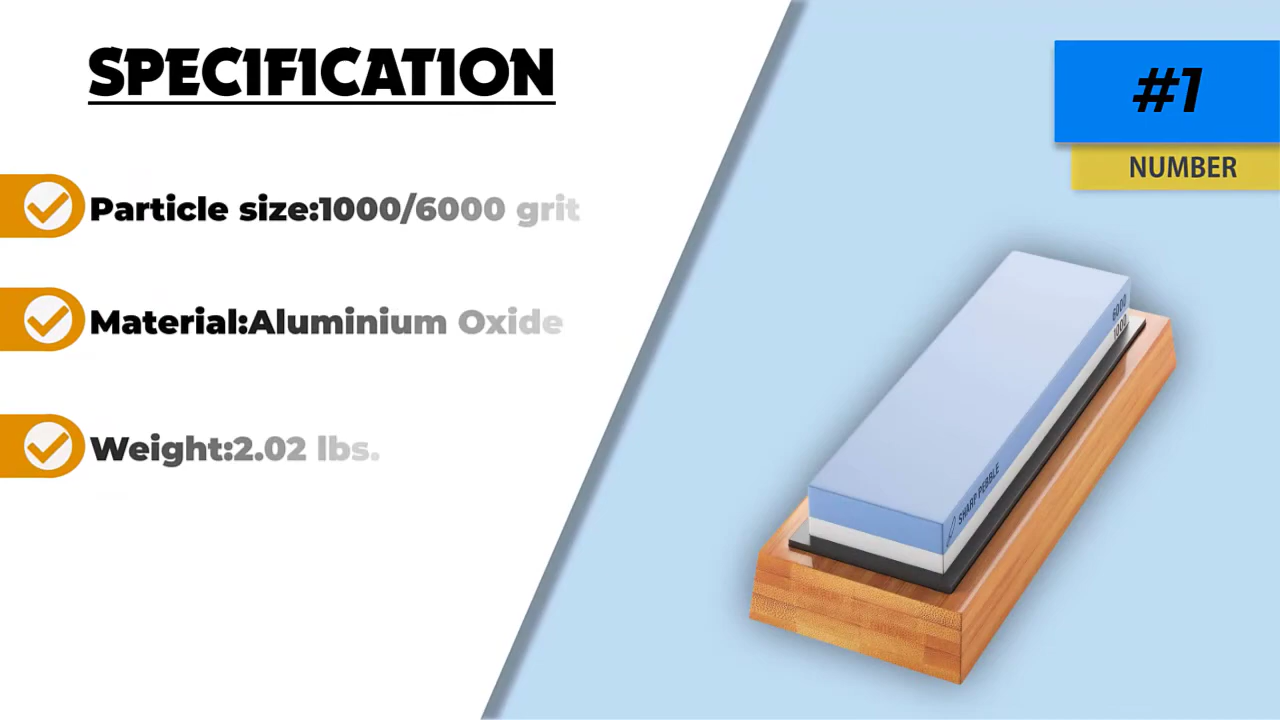 SPECIFICATION
#1
NUMBER
Particle size:1000/6000 grit
Material:Aluminium Oxide
Weight:2.02 lbs.
6000
1000
SHARP PEBBLE